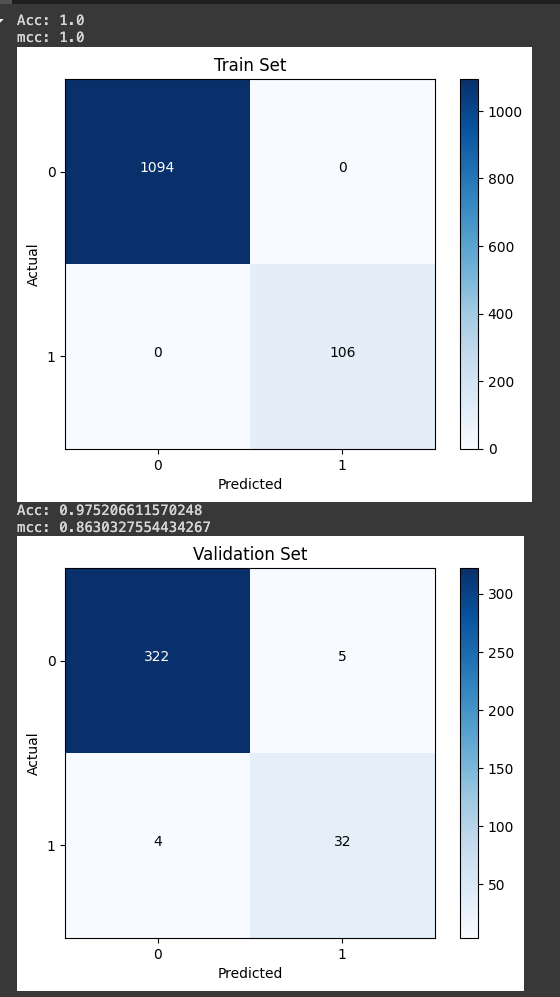 Acc: 1.0
mcc: 1.0
Train Set
1000
0
1094
0
800
600
Actual
400
1
0
106
200
0
0
1
Predicted
Acc: 0.975206611570248
mcc: 0.8630327554434267
Validation Set
300
0
322
5
250
200
Actual
150
1
4
32
100
50
0
1
Predicted